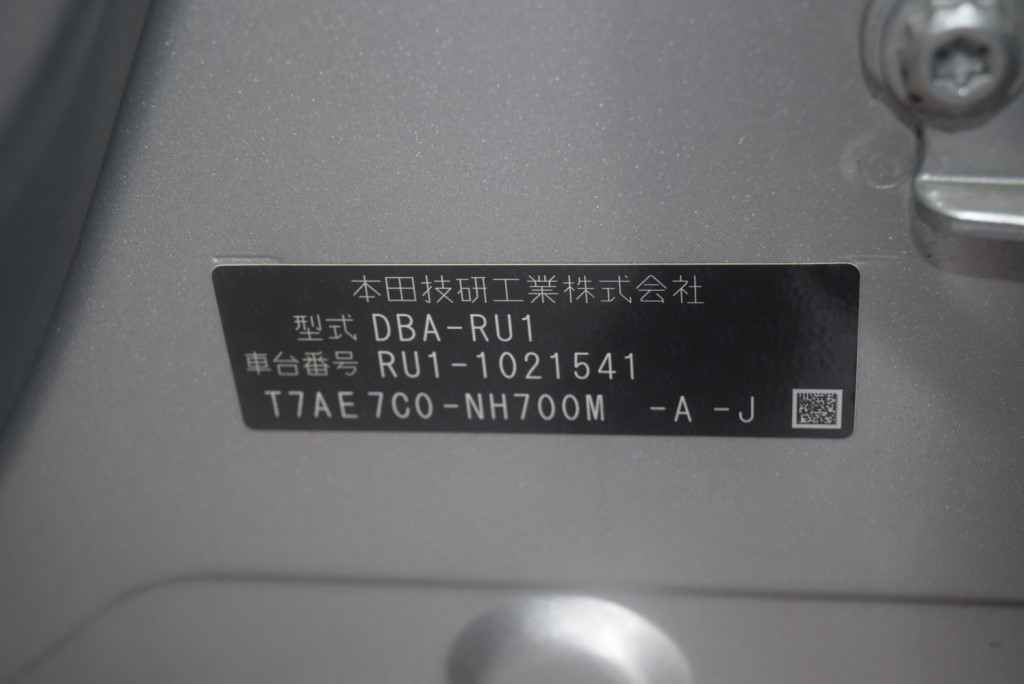 本田技研工業株式会社
型式 DBA-RU1
車台番号 RU1-1021541
T7AE7C0-NH700M -A -J